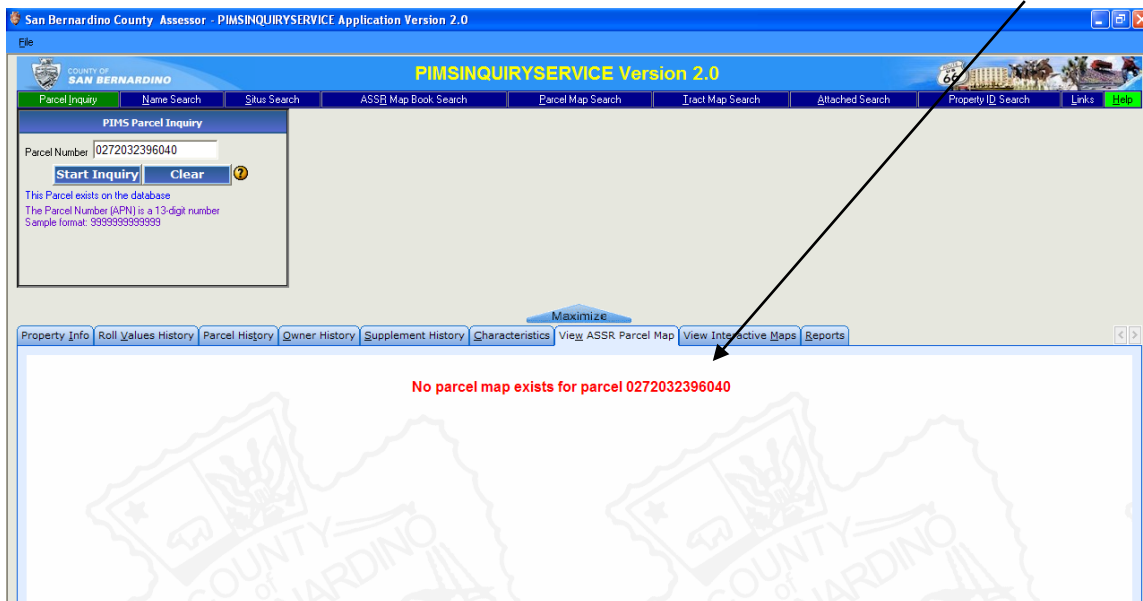 San Bernardino County Assessor - PIMSINQUIRYSERVICE Application Version 2.0
File
COUNTY OF
SAN BERNARDINO
PIMSINQUIRYSERVICE Version 2.0
66
Parcel Inquiry Name Search Situs Search ASSR Map Book Search Parcel Map Search Tract Map Search Attached Search Property ID Search Links Help
PIMS Parcel Inquiry
Parcel Number 0272032396040
Start Inquiry Clear ?
This Parcel exists on the database
The Parcel Number (APN) is a 13-digit number
Sample format: 9999999999999
Maximize
Property Info Roll Values History Parcel History Owner History Supplement History Characteristics View ASSR Parcel Map View Interactive Maps Reports
No parcel map exists for parcel 0272032396040
COUNTY COUNTY
of of